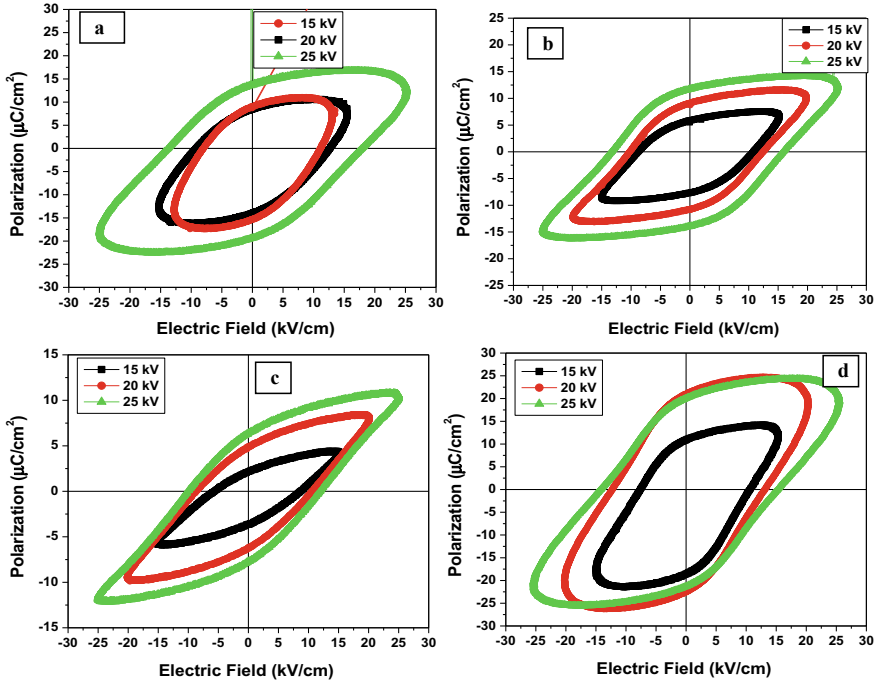 a
15 kV
20 kV
25 kV
30
25
20
15
10
5
0
-5
-10
-15
-20
-25
-30
-30 -25 -20 -15 -10 -5 0 5 10 15 20 25 30
Polarization (µC/cm²)
Electric Field (kV/cm)
b
15 kV
20 kV
25 kV
25
20
15
10
5
0
-5
-10
-15
-20
25
-30 -25 -20 -15 -10 -5 0 5 10 15 20 25 30
Polarization (µC/cm²)
Electric Field (kV/cm)
c
15 kV
20 kV
25 kV
15
10
5
0
-5
-10
-15
-30 -25 -20 -15 -10 -5 0 5 10 15 20 25 30
Polarization (µC/cm²)
Electric Field (kV/cm)
d
15 kV
20 kV
25 kV
30
25
20
15
10
5
0
-5
-10
-15
-20
-25
-30
-30 -25 -20 -15 -10 -5 0 5 10 15 20 25 30
Polarization (µC/cm²)
Electric Field (kV/cm)